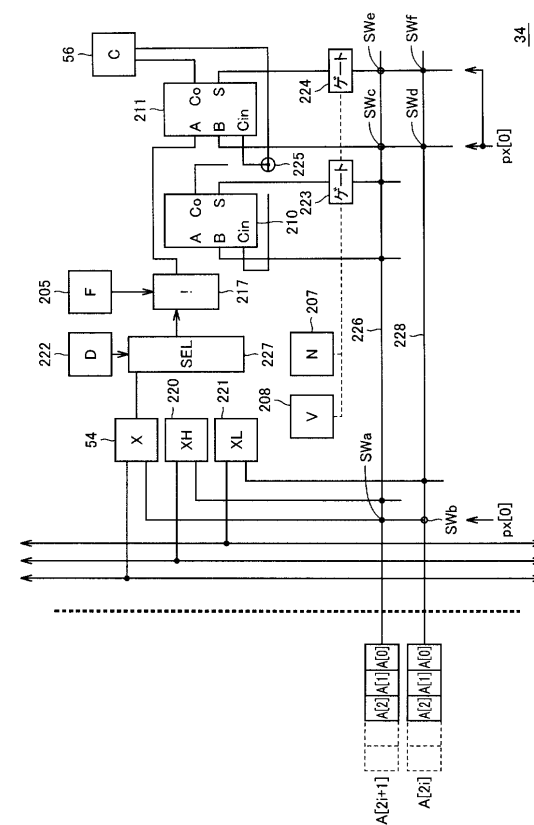 34
56
C
211
Co
A
S
B
Cin
225
Co
A
S
B
Cin
210
224
ゲート
223
ゲート
SWe
SWf
SWc
SWd
px[0]
205
F
!
217
222
D
SEL
227
207
N
208
V
226
228
54
X
220
XH
221
XL
SWa
SWb
px[0]
A[2] A[1] A[0]
A[2i+1]
A[2] A[1] A[0]
A[2i]